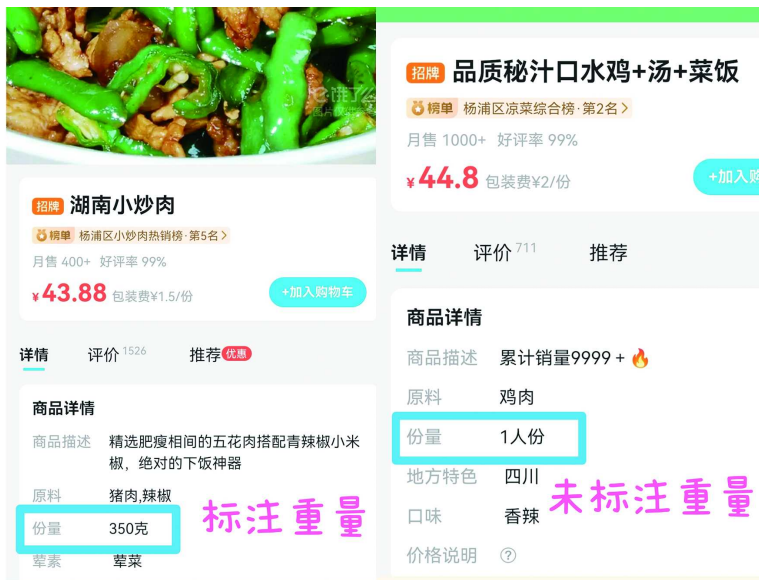 饿了么
招牌 湖南小炒肉
榜单 杨浦区小炒肉热销榜·第5名>
月售 400+ 好评率 99%
¥43.88 包装费¥1.5/份
+加入购物车
详情 评价 1526 推荐 优惠
商品详情
商品描述 精选肥瘦相间的五花肉搭配青辣椒小米
椒，绝对的下饭神器
原料 猪肉,辣椒
份量 350克
荤素 荤菜
标注重量
招牌 品质秘汁口水鸡+汤+菜饭
榜单 杨浦区凉菜综合榜·第2名>
月售 1000+ 好评率 99%
¥44.8 包装费¥2/份
+加入购
详情 评价 711 推荐
商品详情
商品描述 累计销量9999 + 🔥
原料 鸡肉
份量 1人份
地方特色 四川
口味 香辣
价格说明 ?
未标注重量